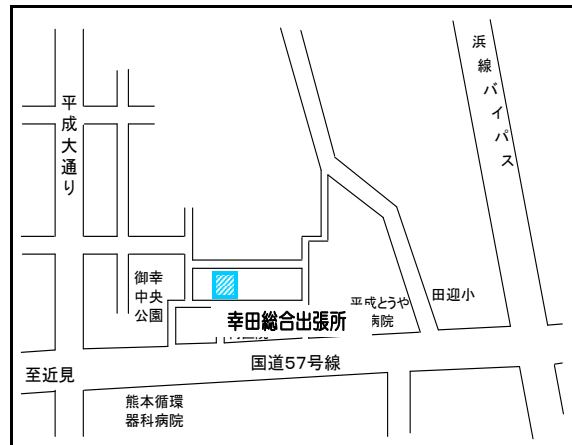 浜線バイパス
平成大通り
御幸
中央
公園
幸田総合出張所
平成とうや
病院
田迎小
国道57号線
至近見
熊本循環
器科病院